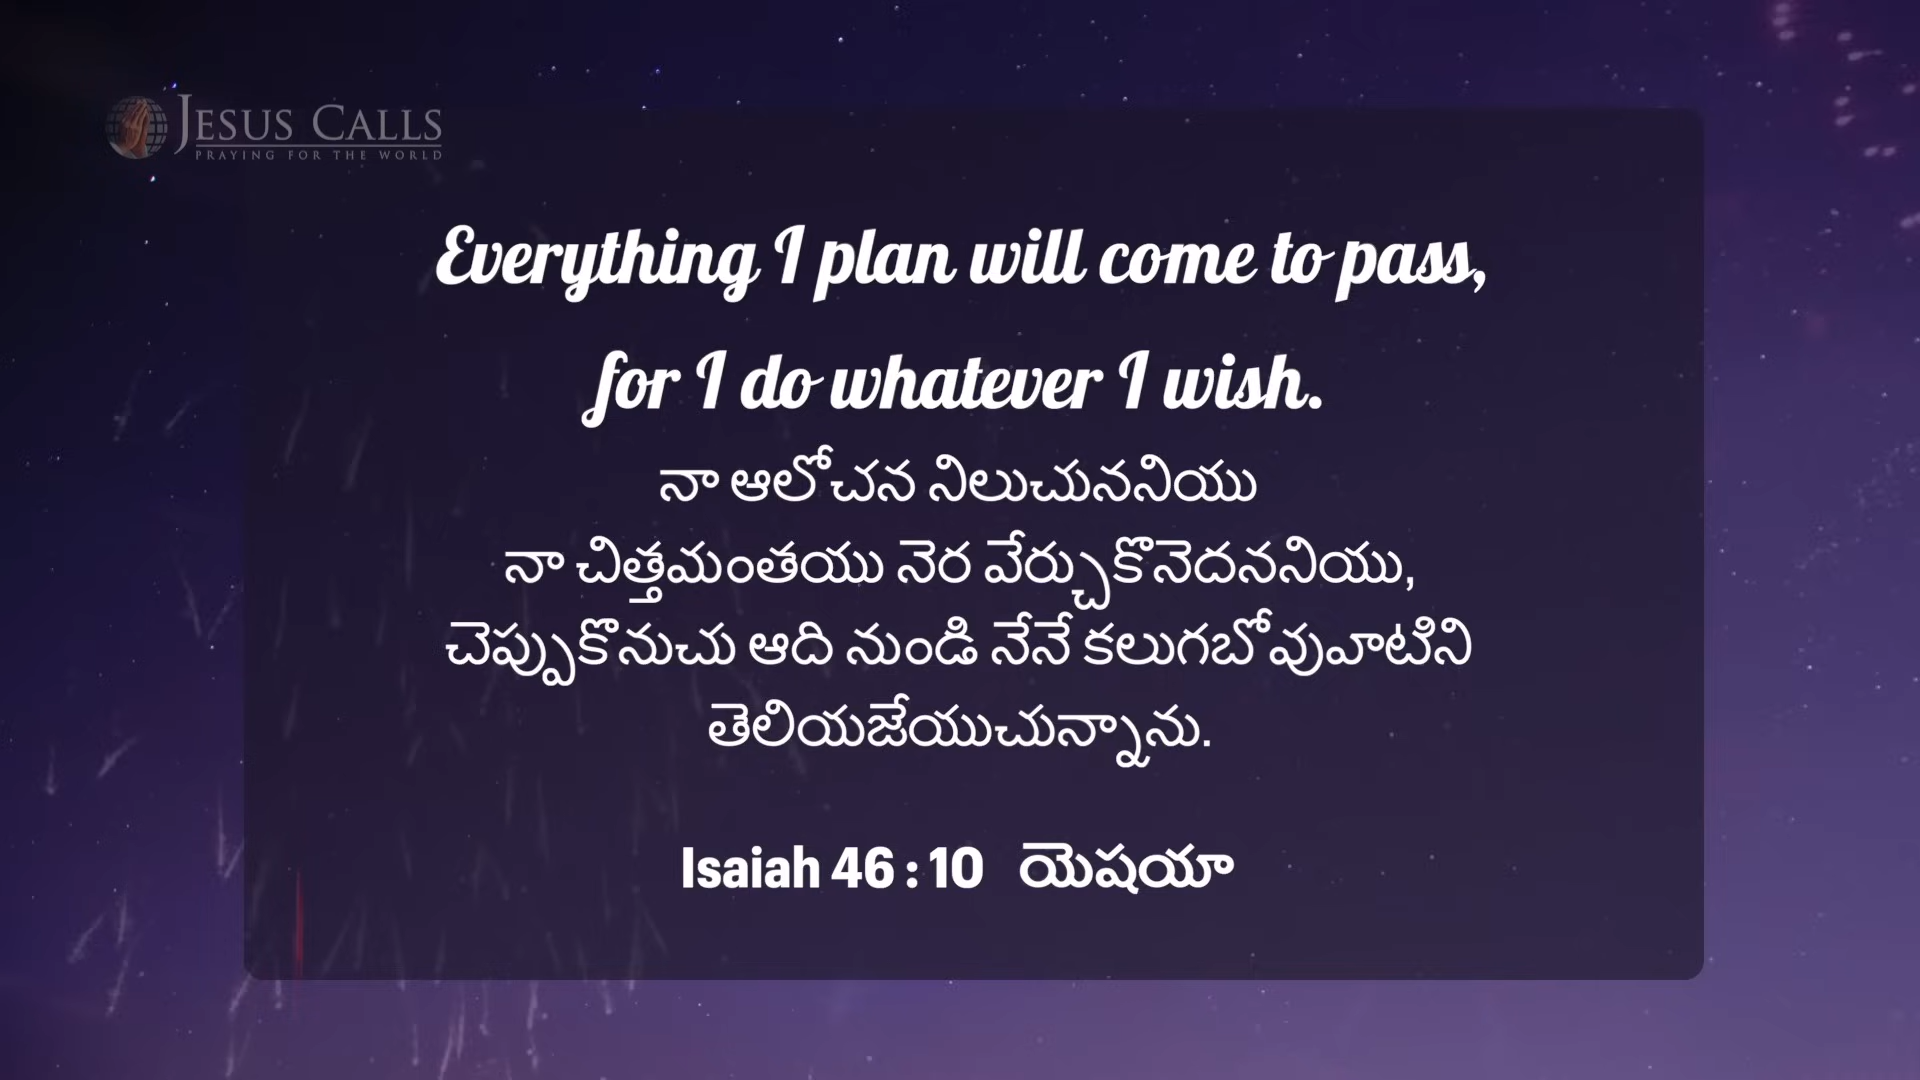 JESUS CALLS
PRAYING FOR THE WORLD
Everything I plan will come to pass,
for I do whatever I wish.
నా ఆలోచన నిలుచుననియు
నా చిత్తమంతయు నెర వేర్చుకొనెదననియు,
చెప్పుకొనుచు ఆది నుండి నేనే కలుగబోవువాటిని
తెలియజేయుచున్నాను.
Isaiah 46 : 10 యెషయా